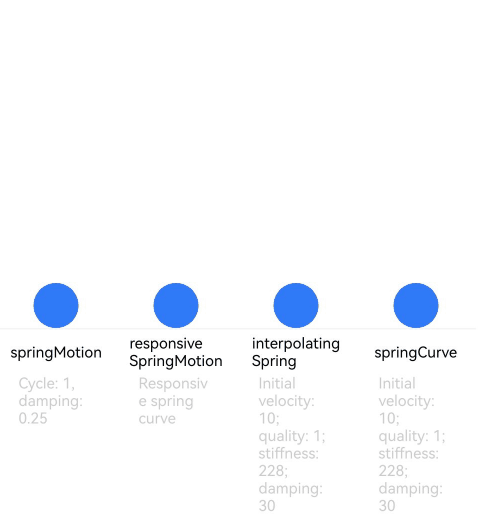 springMotion
Cycle: 1,
damping:
0.25
responsive
SpringMotion
Responsiv
e spring
curve
interpolating
Spring
Initial
velocity:
10;
quality: 1;
stiffness:
228;
damping:
30
springCurve
Initial
velocity:
10;
quality: 1;
stiffness:
228;
damping:
30